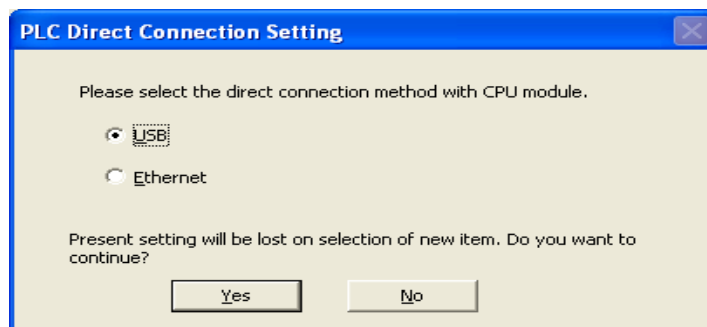 PLC Direct Connection Setting
Please select the direct connection method with CPU module.
USB
Ethernet
Present setting will be lost on selection of new item. Do you want to
continue?
Yes No